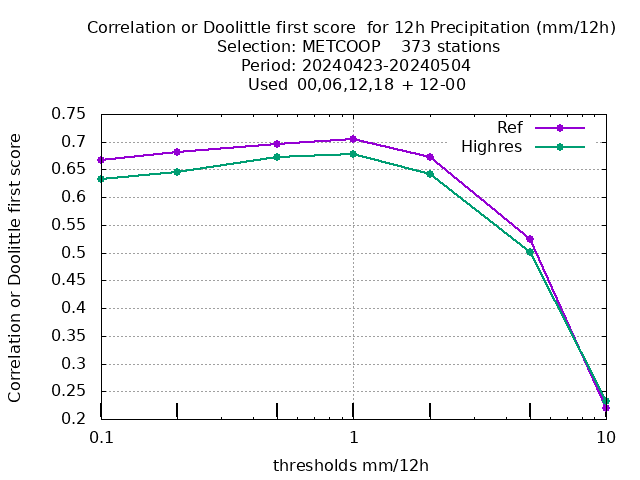 Correlation or Doolittle first score  for 12h Precipitation (mm/12h)
Selection: METCOOP    373 stations
Period: 20240423-20240504
Used  00,06,12,18  + 12-00
Ref
Highres
Correlation or Doolittle first score
0.75
0.7
0.65
0.6
0.55
0.5
0.45
0.4
0.35
0.3
0.25
0.2
0.1
1
10
thresholds mm/12h